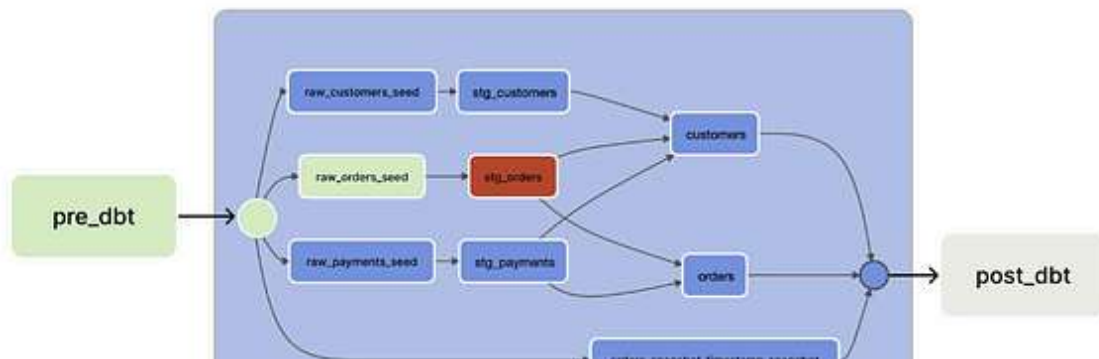 raw_customers_seed
stg_customers
customers
raw_orders_seed
stg_orders
pre_dbt
raw_payments_seed
stg_payments
orders
post_dbt